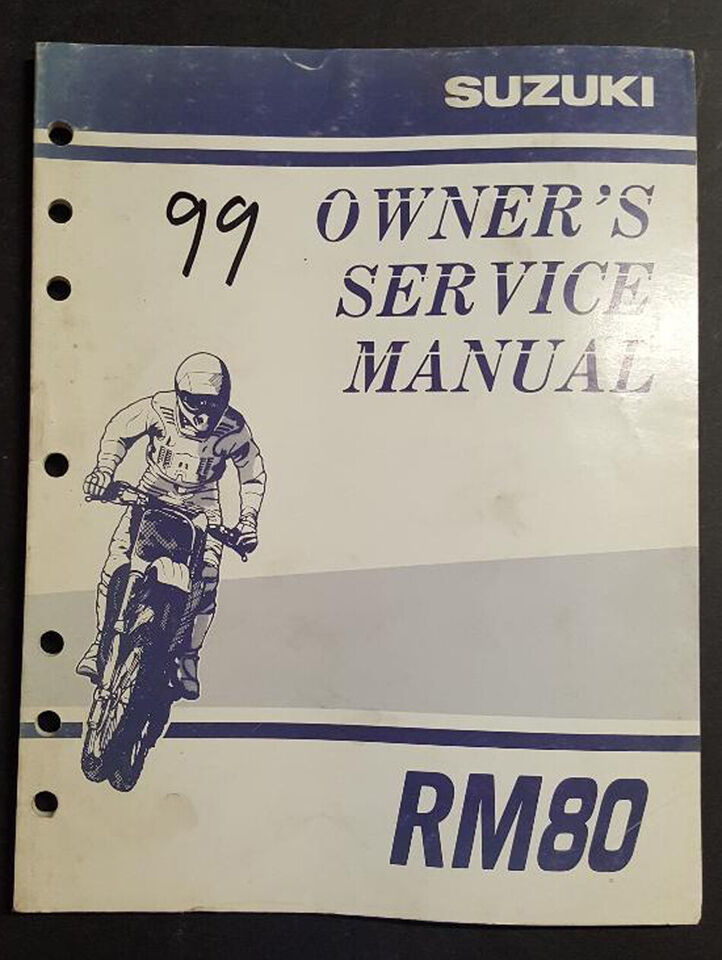 SUZUKI
99
OWNER'S
SERVICE
MANUAL
RM80